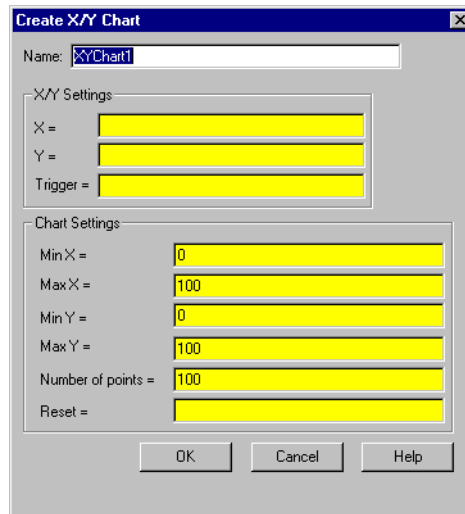 Create X/Y Chart
Name: XYChart1
X/Y Settings
X =
Y =
Trigger =
Chart Settings
Min X = 0
Max X = 100
Min Y = 0
Max Y = 100
Number of points = 100
Reset =
OK Cancel Help